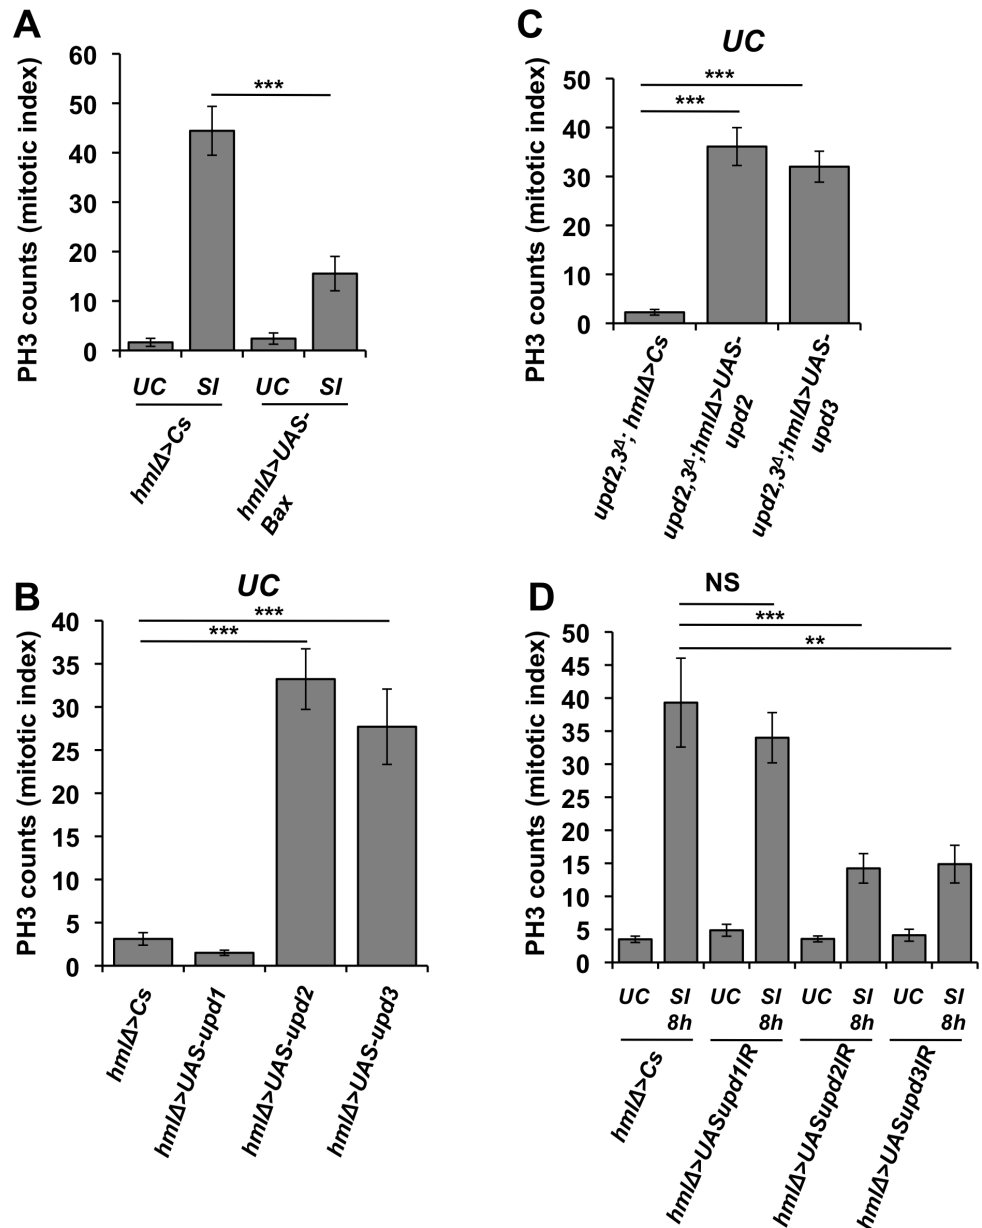 A
PH3 counts (mitotic index)
60
50
40
30
20
10
0
***
UC SI UC SI
hmlΔ>Cs
hmlΔ>UAS-
Bax
C
UC
PH3 counts (mitotic index)
50
40
30
20
10
0
***
***
upd2,3Δ; hmlΔ>Cs
upd2,3Δ;hmlΔ>UAS-
upd2
upd2,3Δ;hmlΔ>UAS-
upd3
B
UC
PH3 counts (mitotic index)
40
35
30
25
20
15
10
5
0
***
***
hmlΔ>Cs
hmlΔ>UAS-upd1
hmlΔ>UAS-upd2
hmlΔ>UAS-upd3
D
NS
PH3 counts (mitotic index)
50
45
40
35
30
25
20
15
10
5
0
***
**
UC SI UC SI UC SI UC SI
8h 8h 8h 8h
hmlΔ>Cs
hmlΔ>UASupd1IR
hmlΔ>UASupd2IR
hmlΔ>UASupd3IR